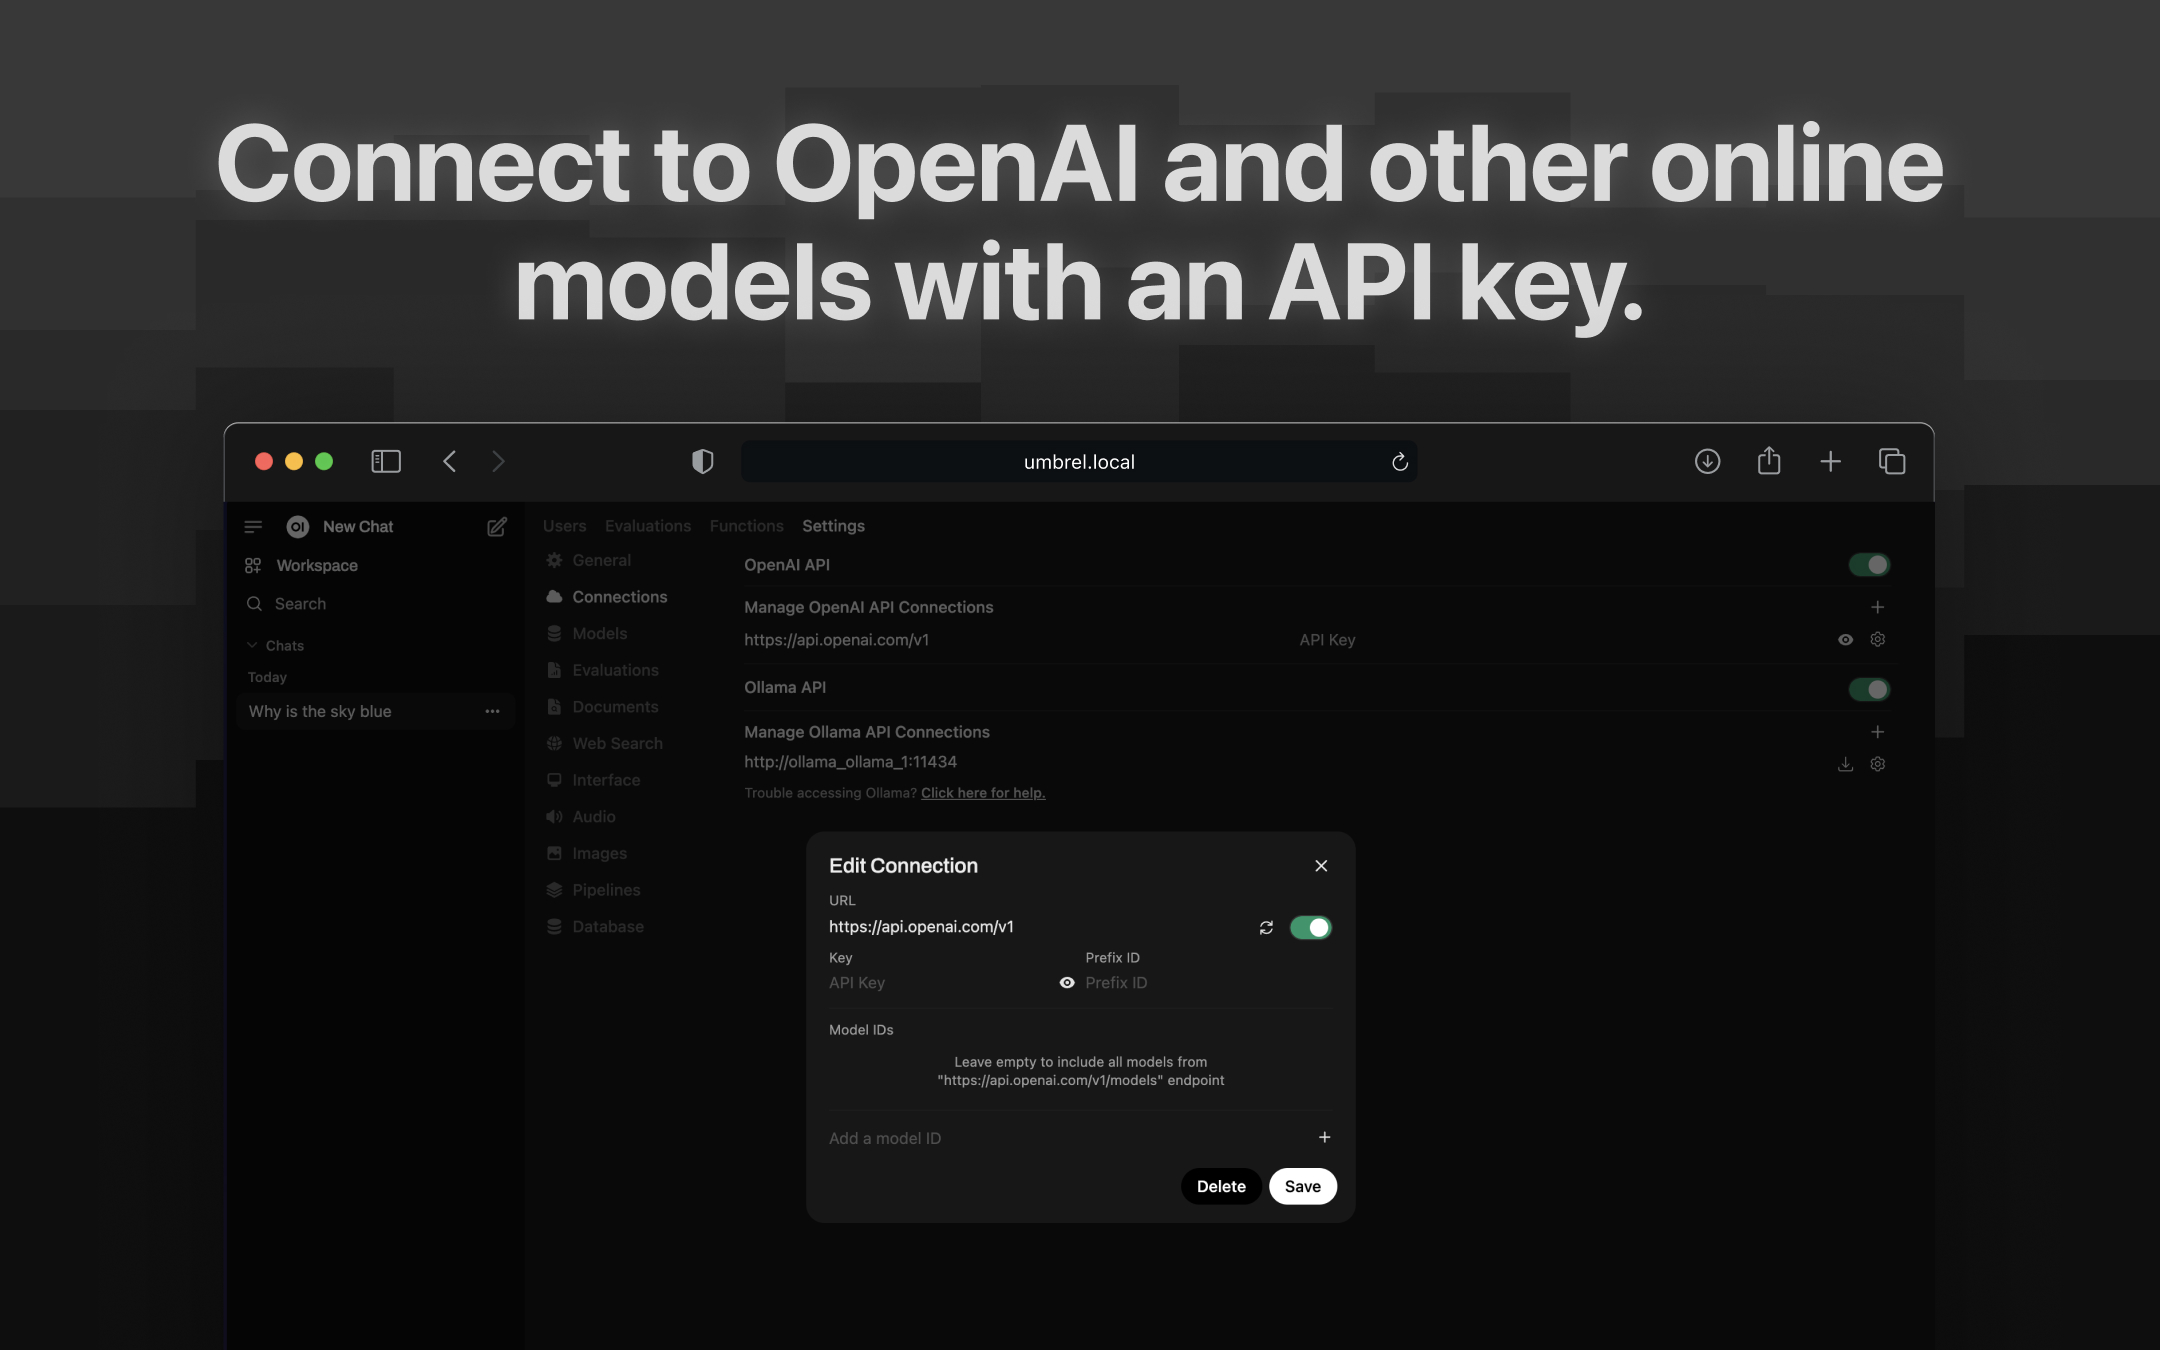 Connect to OpenAI and other online
models with an API key.
umbrel.local
OI New Chat
Workspace
Search
Chats
Today
Why is the sky blue
Users Evaluations Functions Settings
General
Connections
Models
Evaluations
Documents
Web Search
Interface
Audio
Images
Pipelines
Database
OpenAI API
Manage OpenAI API Connections
https://api.openai.com/v1 API Key
Ollama API
Manage Ollama API Connections
http://ollama_ollama_1:11434
Trouble accessing Ollama? Click here for help.
Edit Connection
URL
https://api.openai.com/v1
Key Prefix ID
API Key Prefix ID
Model IDs
Leave empty to include all models from
"https://api.openai.com/v1/models" endpoint
Add a model ID
Delete Save